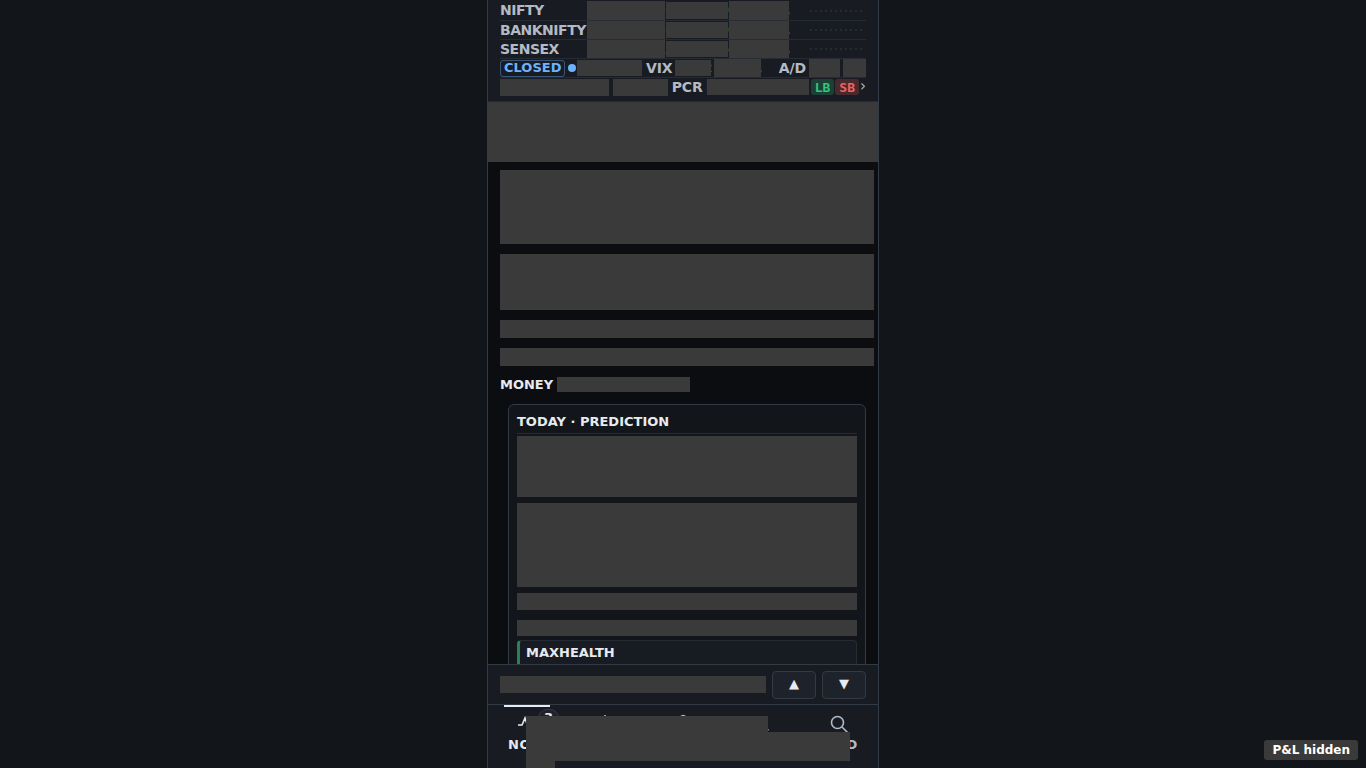 NIFTY
BANKNIFTY
SENSEX
CLOSED VIX A/D
PCR LB SB ›
MONEY
TODAY · PREDICTION
MAXHEALTH
▲ ▼
P&L hidden